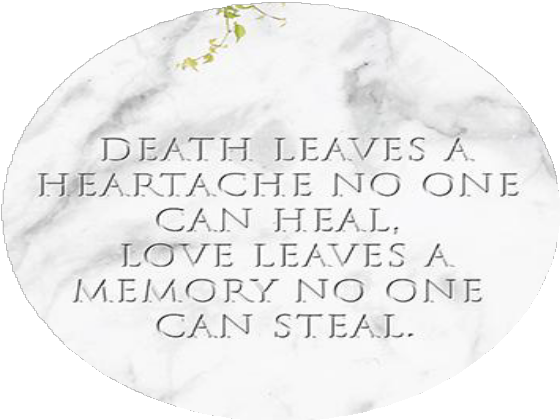 DEATH LEAVES A
HEARTACHE NO ONE
CAN HEAL,
LOVE LEAVES A
MEMORY NO ONE
CAN STEAL.